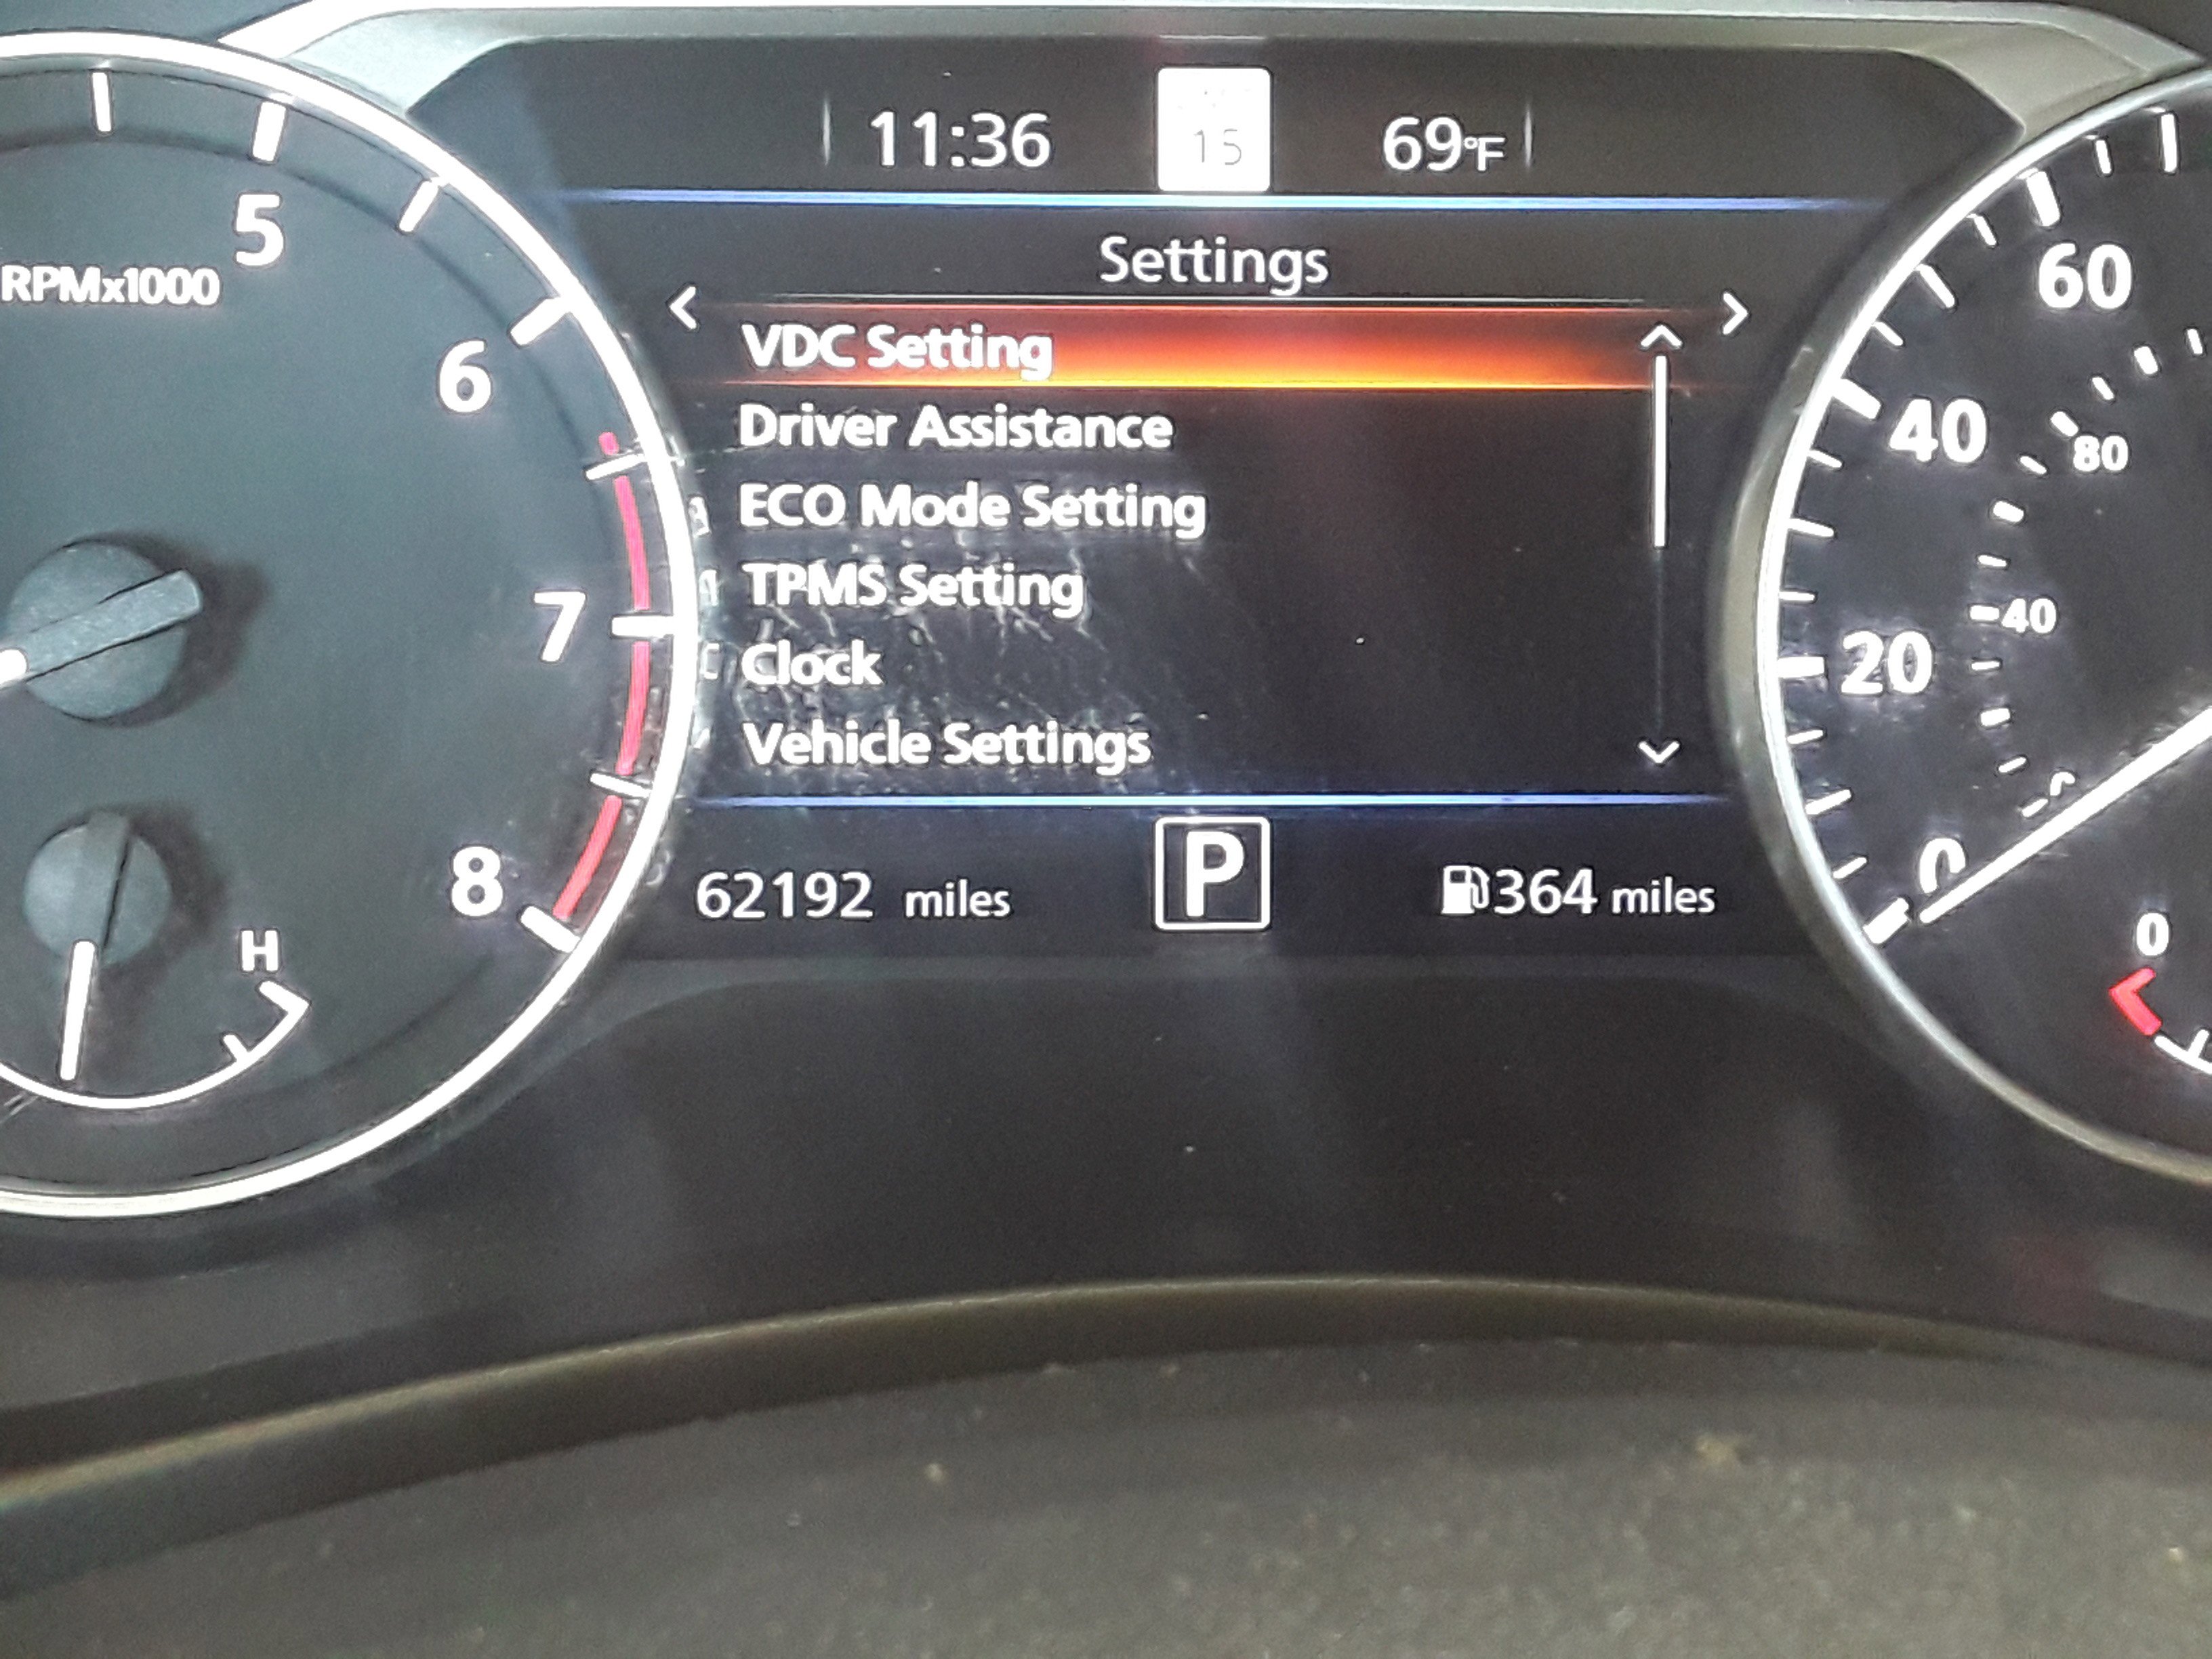 11:36 15 69°F
Settings
VDC Setting
Driver Assistance
ECO Mode Setting
TPMS Setting
Clock
Vehicle Settings
62192 miles P 364 miles
5
RPMx1000
6
7
8
H
60
40
80
40
20
0
0